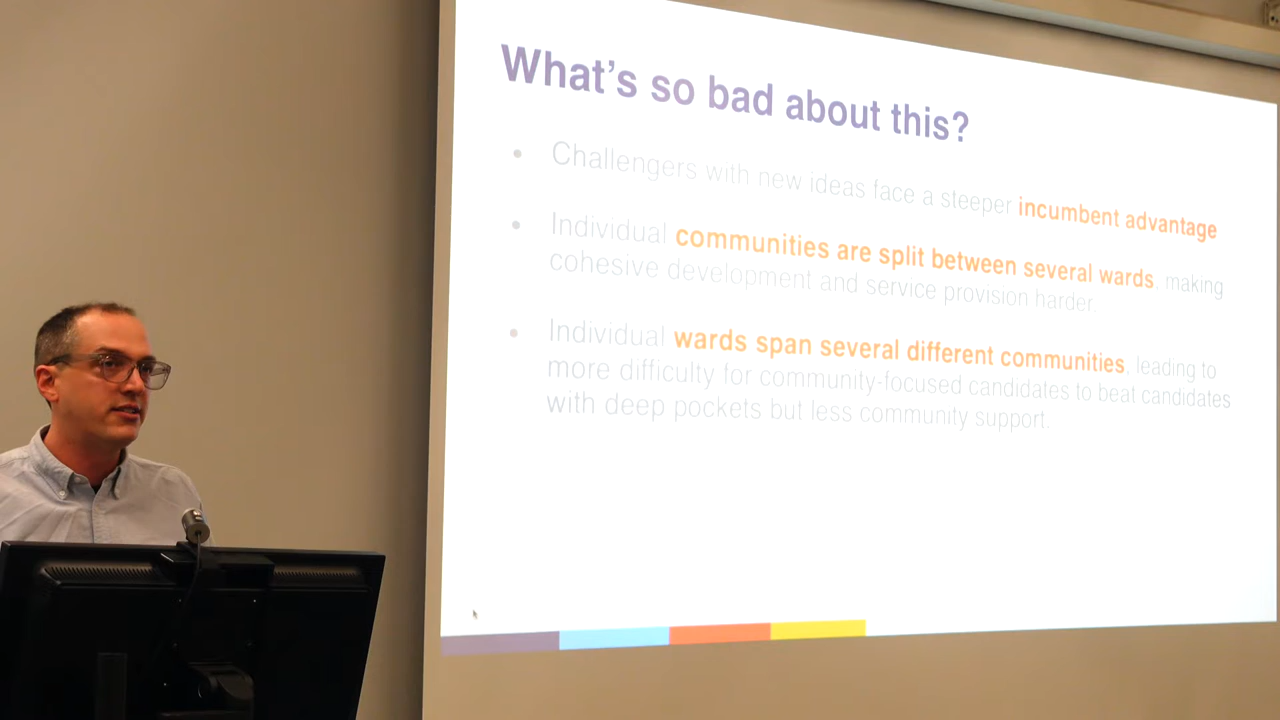 What's so bad about this?
• Challengers with new ideas face a steeper incumbent advantage
• Individual communities are split between several wards, making
cohesive development and service provision harder.
• Individual wards span several different communities, leading to
more difficulty for community-focused candidates to beat candidates
with deep pockets but less community support.